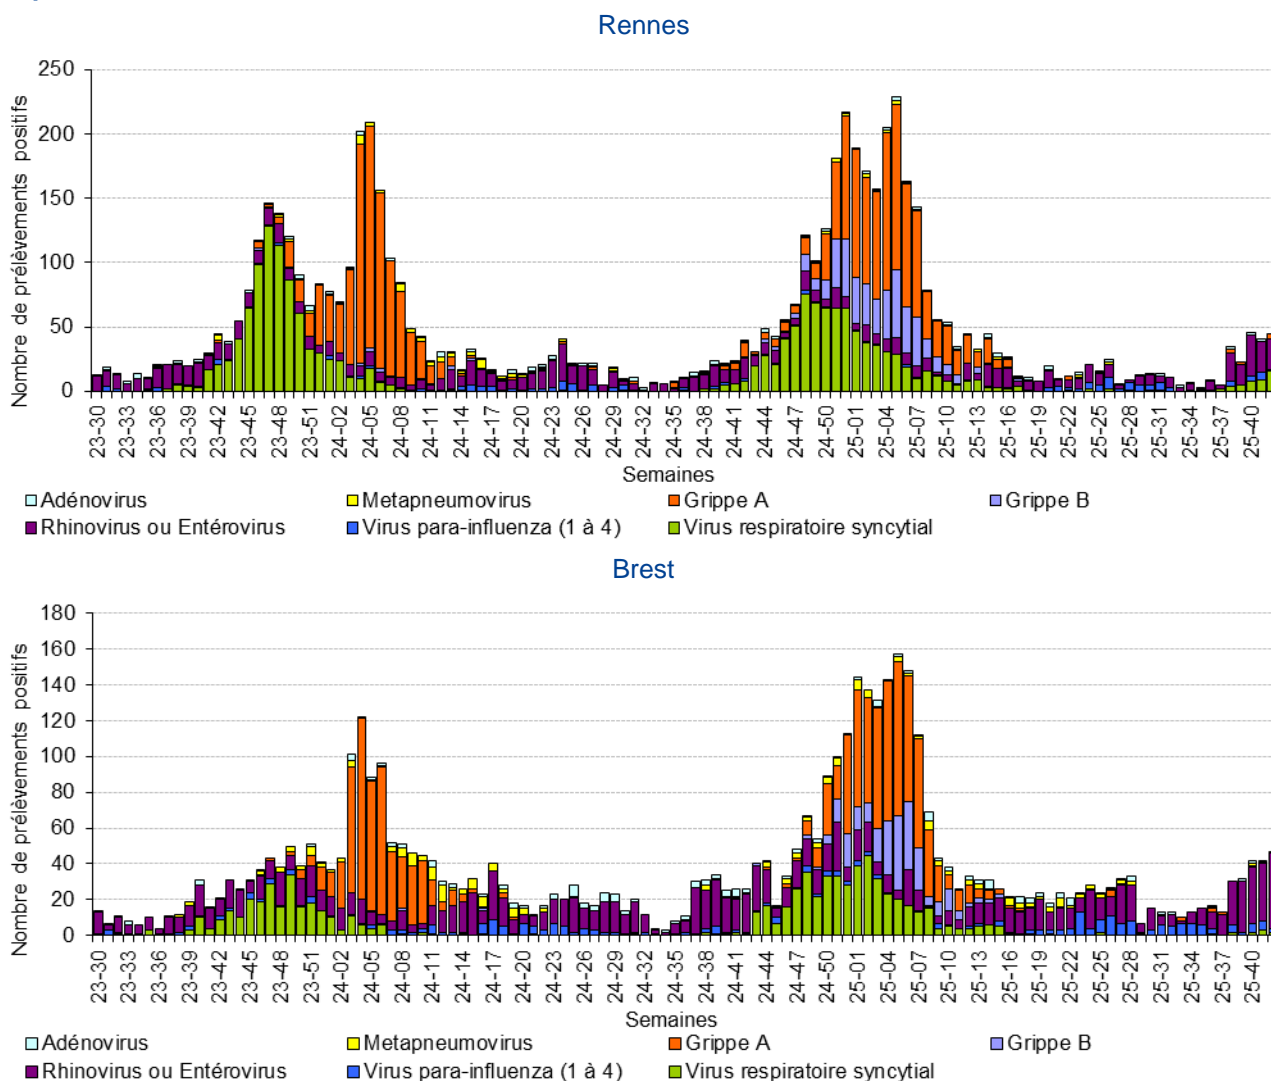 Rennes
Nombre de prélèvements positifs
250
200
150
100
50
0
23-30 23-33 23-36 23-39 23-42 23-45 23-48 23-51 24-02 24-05 24-08 24-11 24-14 24-17 24-20 24-23 24-26 24-29 24-32 24-35 24-38 24-41 24-44 24-47 24-50 25-01 25-04 25-07 25-10 25-13 25-16 25-19 25-22 25-25 25-28 25-31 25-34 25-37 25-40
Semaines
Adénovirus Metapneumovirus Grippe A Grippe B
Rhinovirus ou Entérovirus Virus para-influenza (1 à 4) Virus respiratoire syncytial
Brest
Nombre de prélèvements positifs
180
160
140
120
100
80
60
40
20
0
23-30 23-33 23-36 23-39 23-42 23-45 23-48 23-51 24-02 24-05 24-08 24-11 24-14 24-17 24-20 24-23 24-26 24-29 24-32 24-35 24-38 24-41 24-44 24-47 24-50 25-01 25-04 25-07 25-10 25-13 25-16 25-19 25-22 25-25 25-28 25-31 25-34 25-37 25-40
Semaines
Adénovirus Metapneumovirus Grippe A Grippe B
Rhinovirus ou Entérovirus Virus para-influenza (1 à 4) Virus respiratoire syncytial